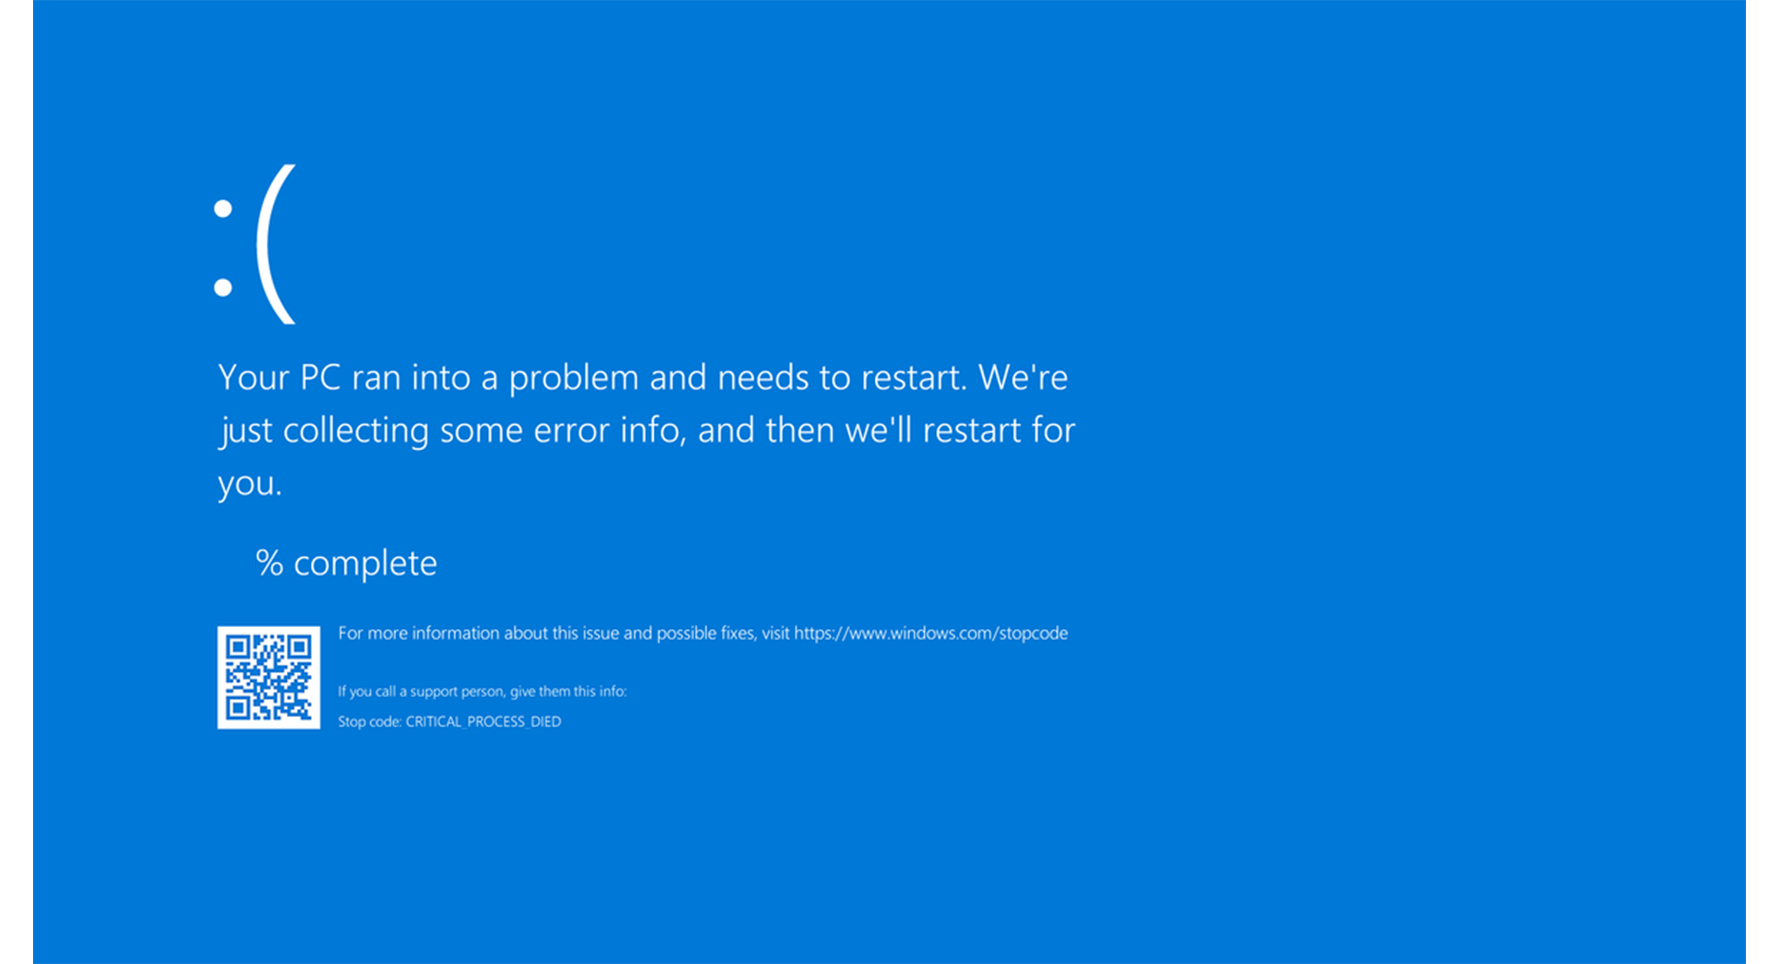 :(
Your PC ran into a problem and needs to restart. We're
just collecting some error info, and then we'll restart for
you.
% complete
For more information about this issue and possible fixes, visit https://www.windows.com/stopcode
If you call a support person, give them this info:
Stop code: CRITICAL_PROCESS_DIED